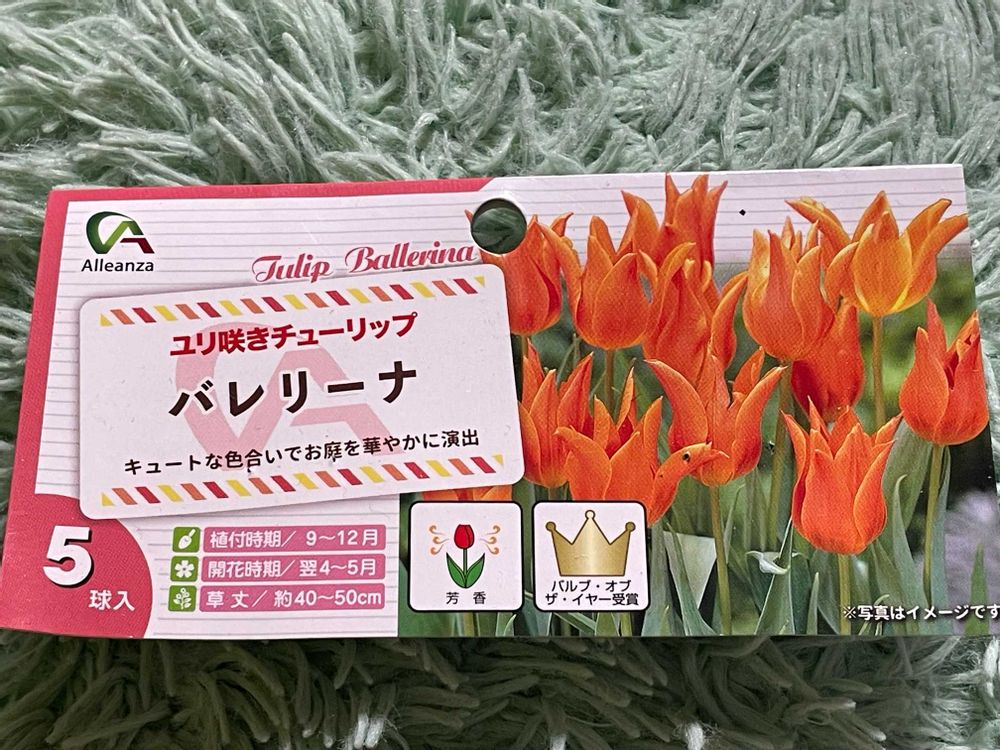 Alleanza
Tulip Ballerina
ユリ咲きチューリップ
バレリーナ
キュートな色合いでお庭を華やかに演出
5球入
植付時期/ 9〜12月
開花時期/ 翌4〜5月
草丈/ 約40〜50cm
芳香
バルブ・オブ
ザ・イヤー受賞
※写真はイメージです